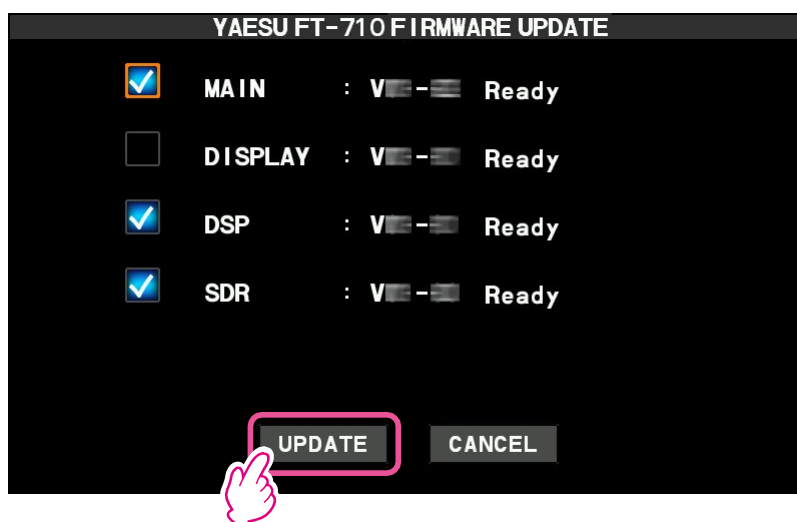 YAESU FT-710 FIRMWARE UPDATE
MAIN : V - Ready
DISPLAY : V - Ready
DSP : V - Ready
SDR : V - Ready
UPDATE CANCEL